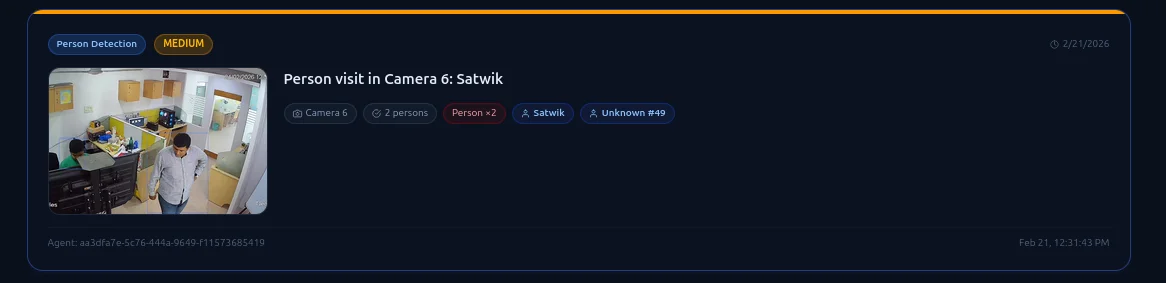 Person Detection
MEDIUM
2/21/2026
Person visit in Camera 6: Satwik
Camera 6
2 persons
Person ×2
Satwik
Unknown #49
Agent: aa3dfa7e-5c76-444a-9649-f11573685419
Feb 21, 12:31:43 PM